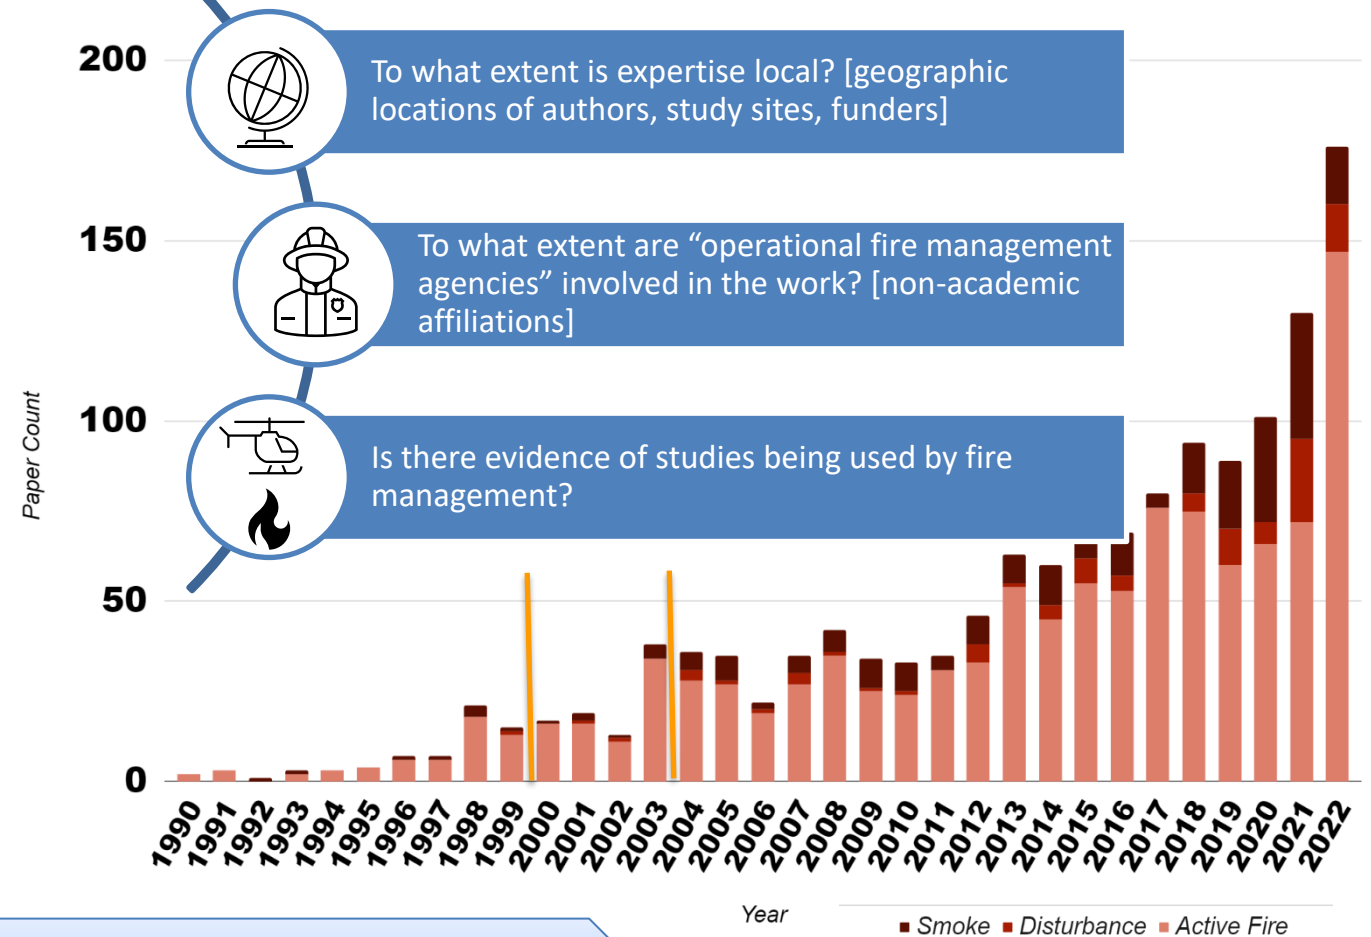 200
To what extent is expertise local? [geographic
locations of authors, study sites, funders]
150
To what extent are “operational fire management
agencies” involved in the work? [non-academic
affiliations]
100
Is there evidence of studies being used by fire
management?
Paper Count
50
0
1990 1991 1992 1993 1994 1995 1996 1997 1998 1999 2000 2001 2002 2003 2004 2005 2006 2007 2008 2009 2010 2011 2012 2013 2014 2015 2016 2017 2018 2019 2020 2021 2022
Year
Smoke Disturbance Active Fire